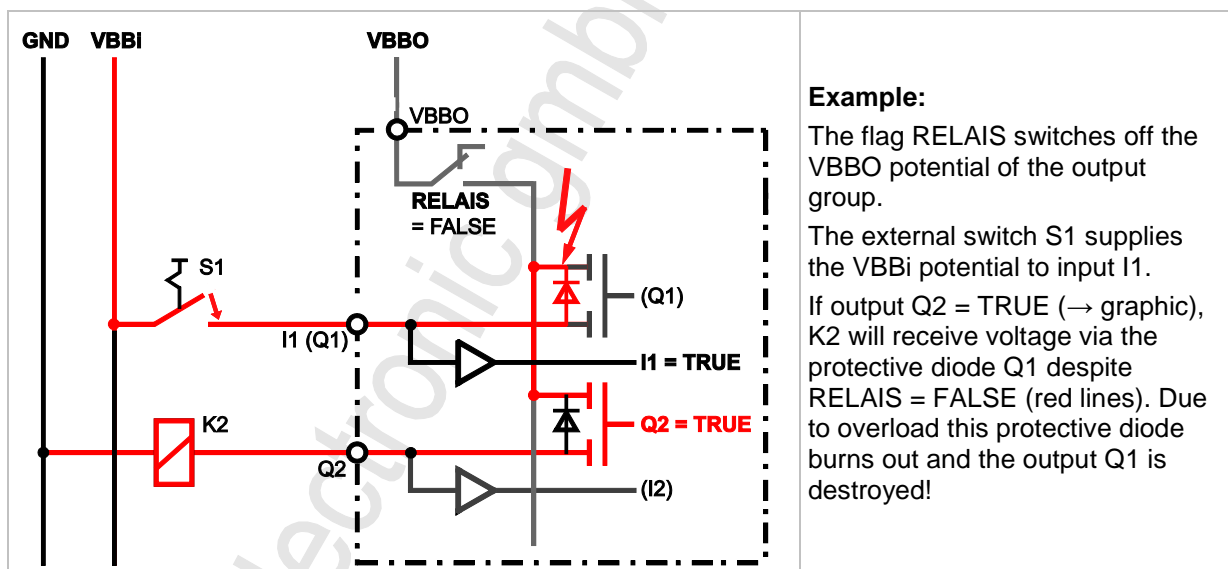 GND VBBi VBBO
VBBO
RELAIS
= FALSE
S1
(Q1)
I1 (Q1)
I1 = TRUE
K2
Q2 = TRUE
Q2
(I2)
Example:
The flag RELAIS switches off the
VBBO potential of the output
group.
The external switch S1 supplies
the VBBi potential to input I1.
If output Q2 = TRUE (→ graphic),
K2 will receive voltage via the
protective diode Q1 despite
RELAIS = FALSE (red lines). Due
to overload this protective diode
burns out and the output Q1 is
destroyed!
electronic gmb